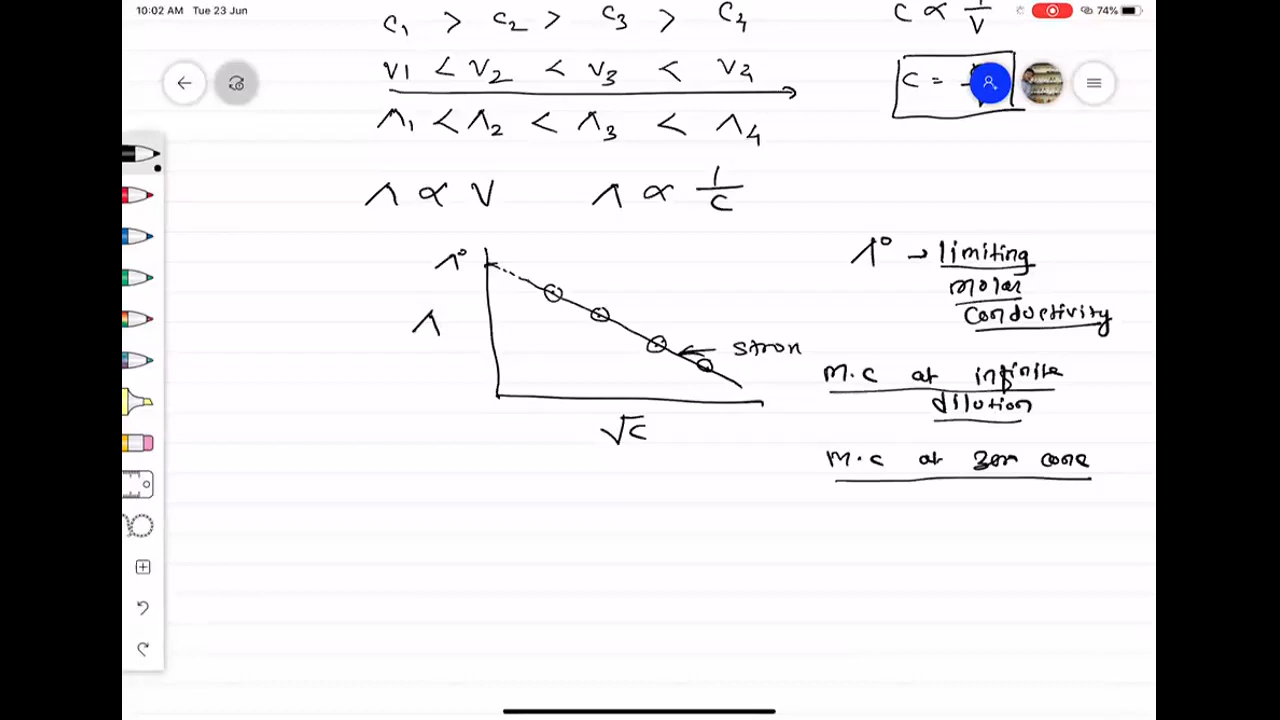 10:02 AM Tue 23 Jun
74%
C₁ > C₂ > C₃ > C₄
C ∝ 1/V
V1 < V₂ < V₃ < V4
C =
Λ₁ < Λ₂ < Λ₃ < Λ₄
Λ ∝ V Λ ∝ 1/C
Λ°
Λ
stron
√C
Λ° → limiting
molar
conductivity
M.C at infinite
dilution
M.C at zero conc